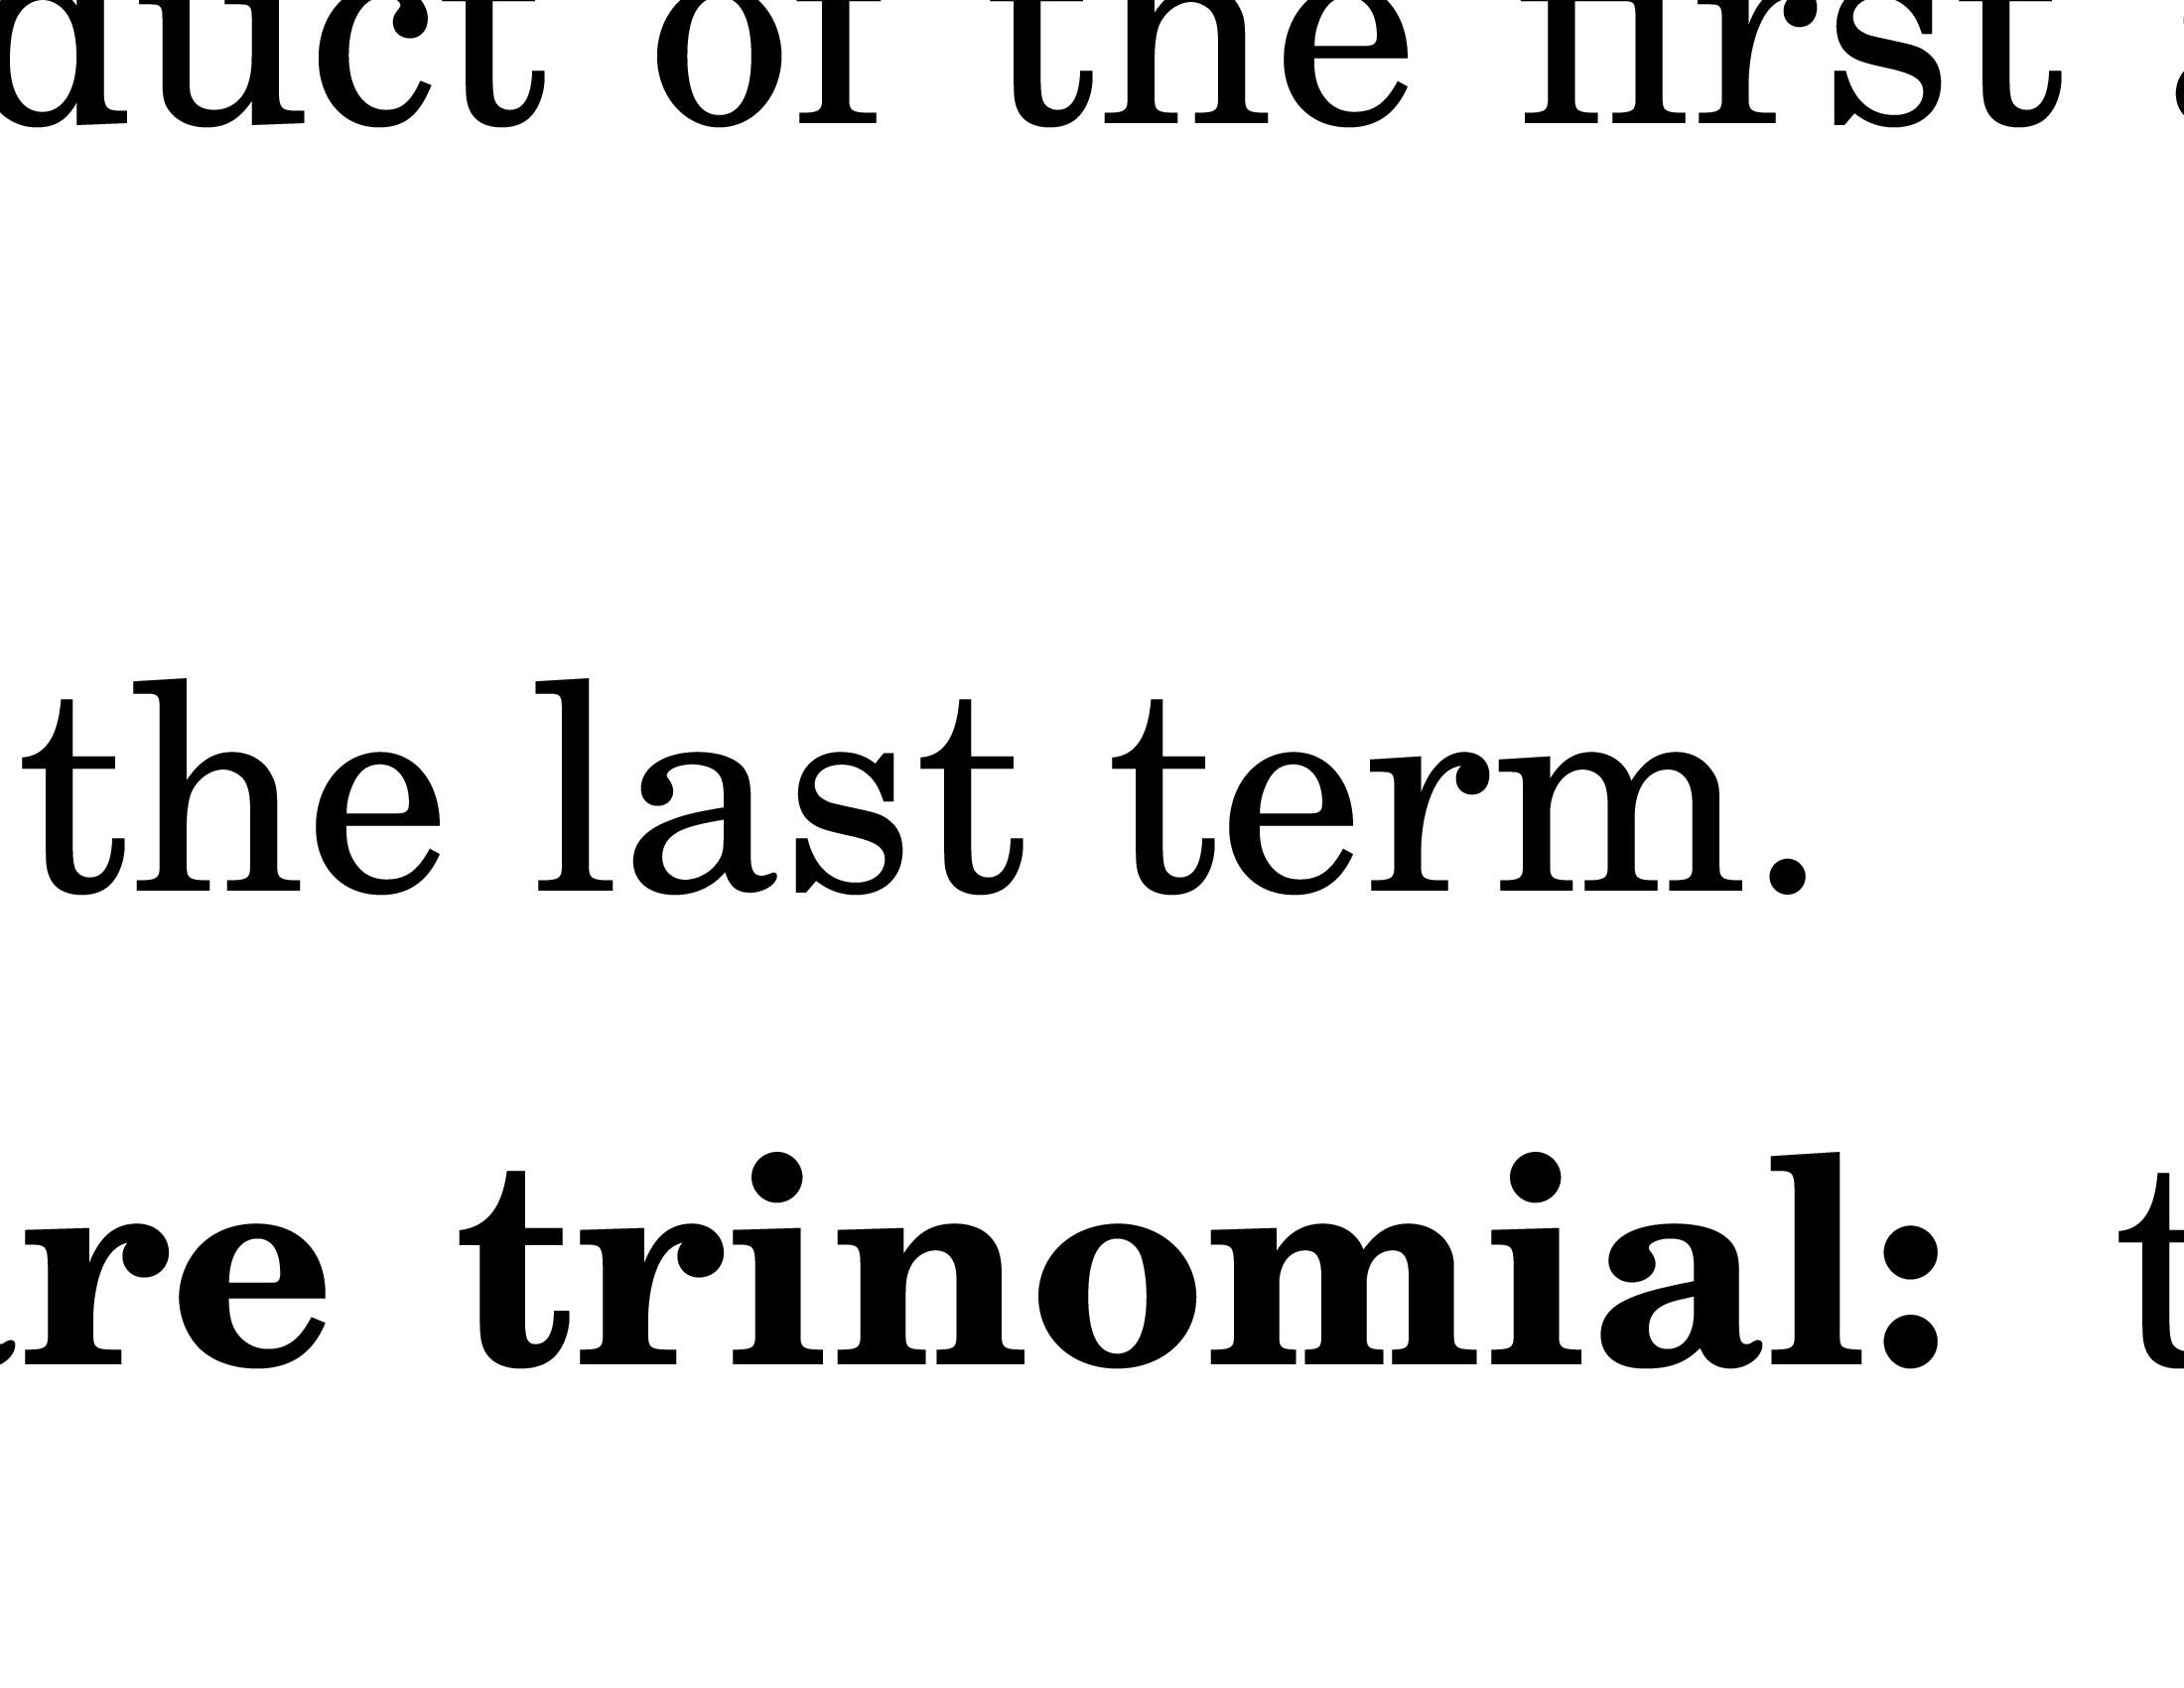 duct of the first
the last term.
re trinomial: